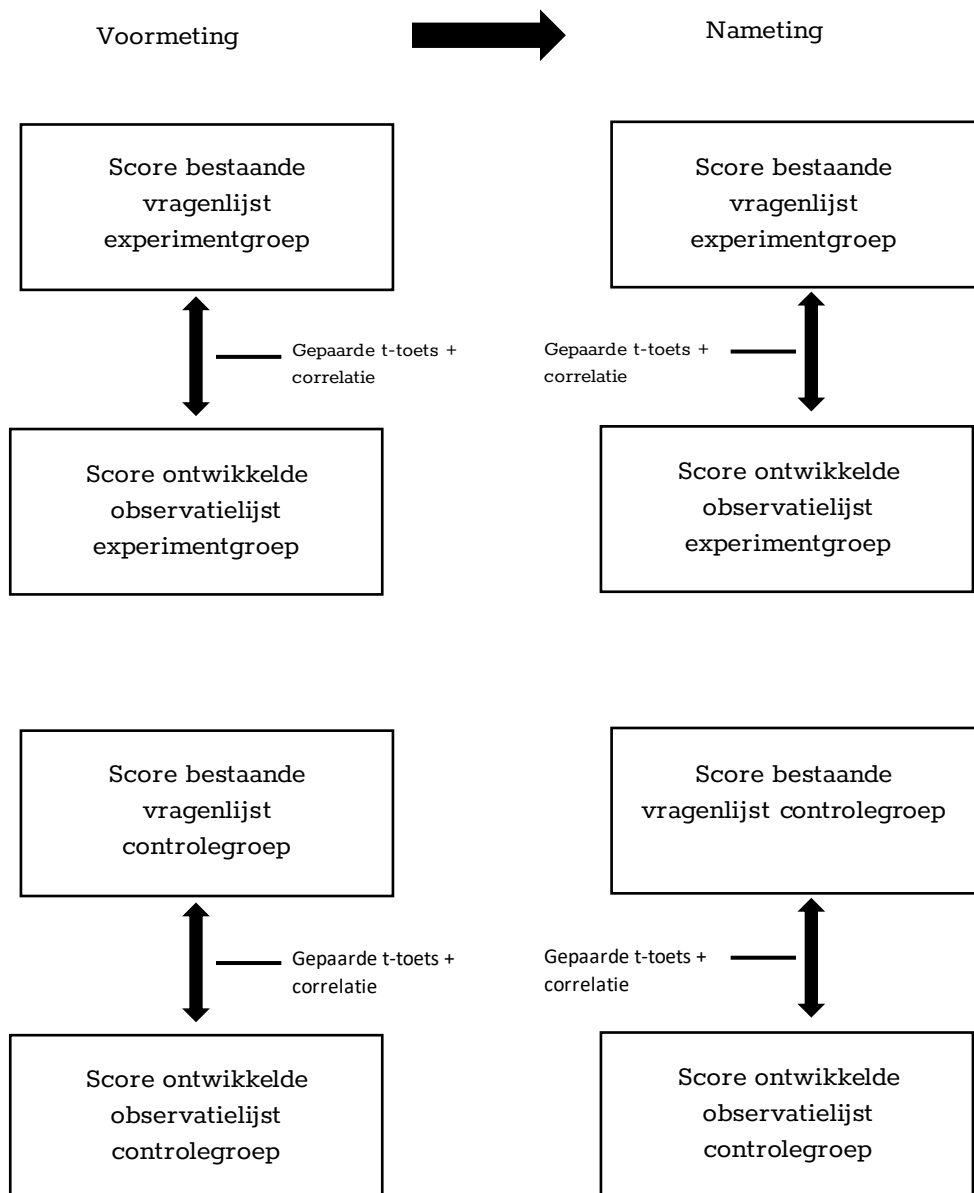 Voormeting
Nameting
Score bestaande
vragenlijst
experimentgroep
Score bestaande
vragenlijst
experimentgroep
Gepaarde t-toets +
correlatie
Gepaarde t-toets +
correlatie
Score ontwikkelde
observatielijst
experimentgroep
Score ontwikkelde
observatielijst
experimentgroep
Score bestaande
vragenlijst
controlegroep
Score bestaande
vragenlijst controlegroep
Gepaarde t-toets +
correlatie
Gepaarde t-toets +
correlatie
Score ontwikkelde
observatielijst
controlegroep
Score ontwikkelde
observatielijst
controlegroep